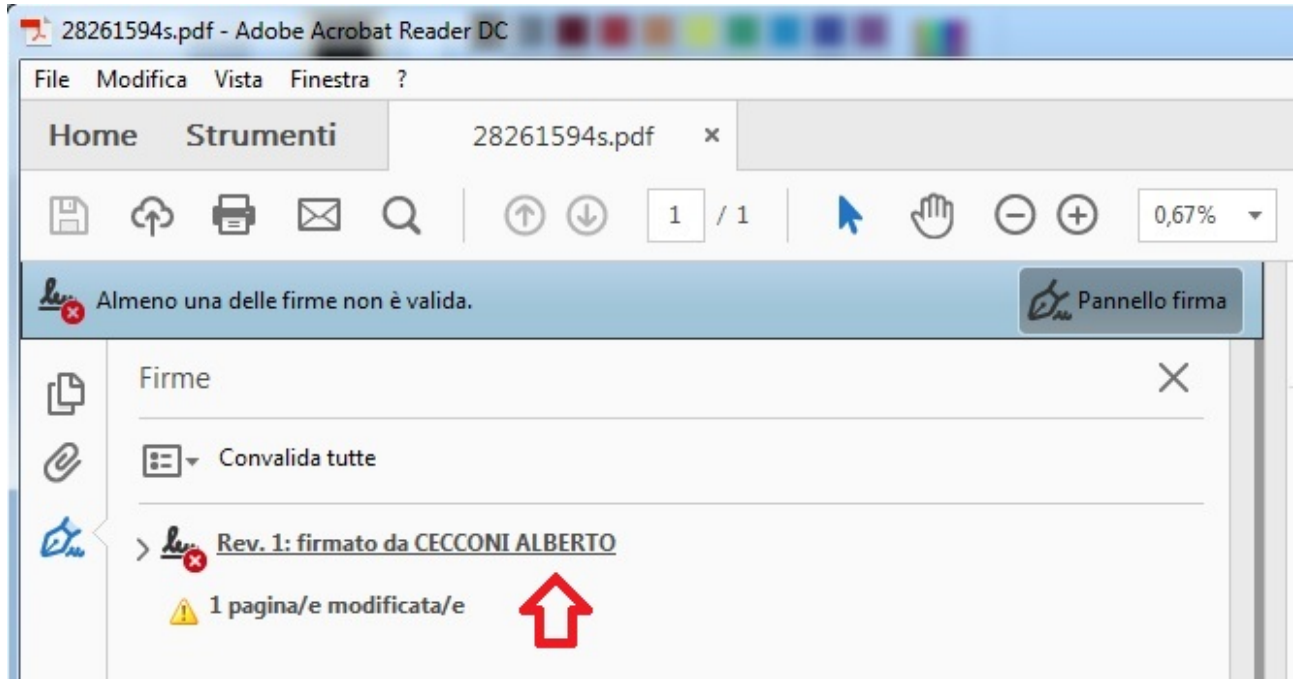 28261594s.pdf - Adobe Acrobat Reader DC
File Modifica Vista Finestra ?
Home Strumenti 28261594s.pdf ×
1 / 1 0,67%
Almeno una delle firme non è valida. Pannello firma
Firme
Convalida tutte
Rev. 1: firmato da CECCONI ALBERTO
1 pagina/e modificata/e